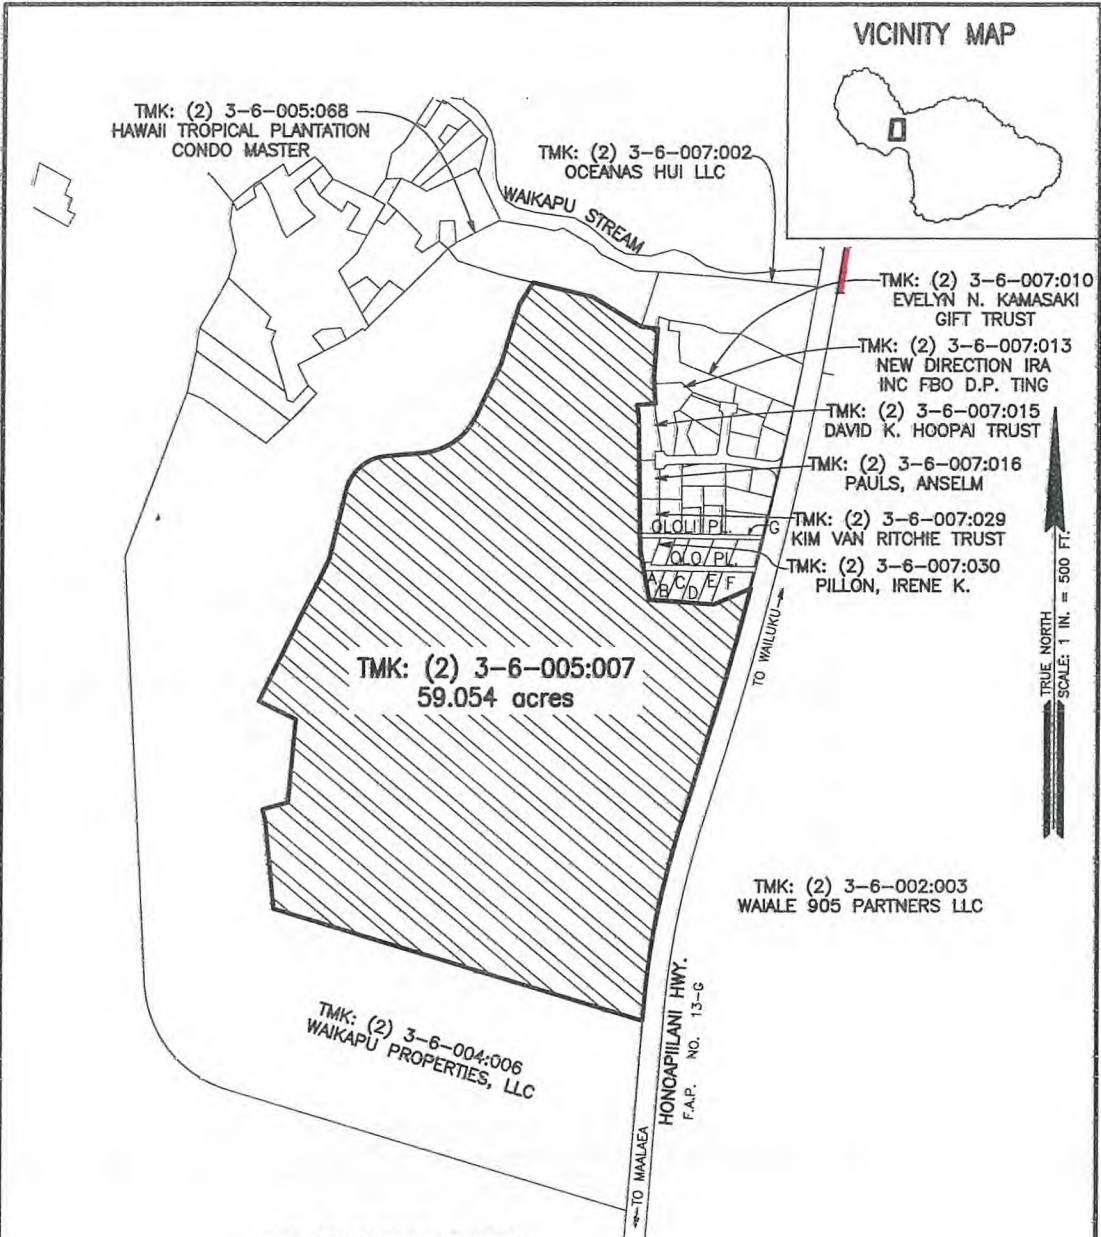 VICINITY MAP
TMK: (2) 3-6-005:068
HAWAII TROPICAL PLANTATION
CONDO MASTER
TMK: (2) 3-6-007:002
OCEANAS HUI LLC
WAIKAPU STREAM
TMK: (2) 3-6-007:010
EVELYN N. KAMASAKI
GIFT TRUST
TMK: (2) 3-6-007:013
NEW DIRECTION IRA
INC FBO D.P. TING
TMK: (2) 3-6-007:015
DAVID K. HOOPAI TRUST
TMK: (2) 3-6-007:016
PAULS, ANSELM
TMK: (2) 3-6-007:029
KIM VAN RITCHIE TRUST
TMK: (2) 3-6-007:030
PILLON, IRENE K.
OLOLI PL.
G
OLO PL.
A
B
C
D
E
F
TO WAILUKU
TRUE NORTH
SCALE: 1 IN. = 500 FT.
TMK: (2) 3-6-005:007
59.054 acres
TMK: (2) 3-6-002:003
WAIALE 905 PARTNERS LLC
TMK: (2) 3-6-004:006
WAIKAPU PROPERTIES, LLC
HONOAPIILANI HWY.
F.A.P. NO. 13-G
TO MAALAEA